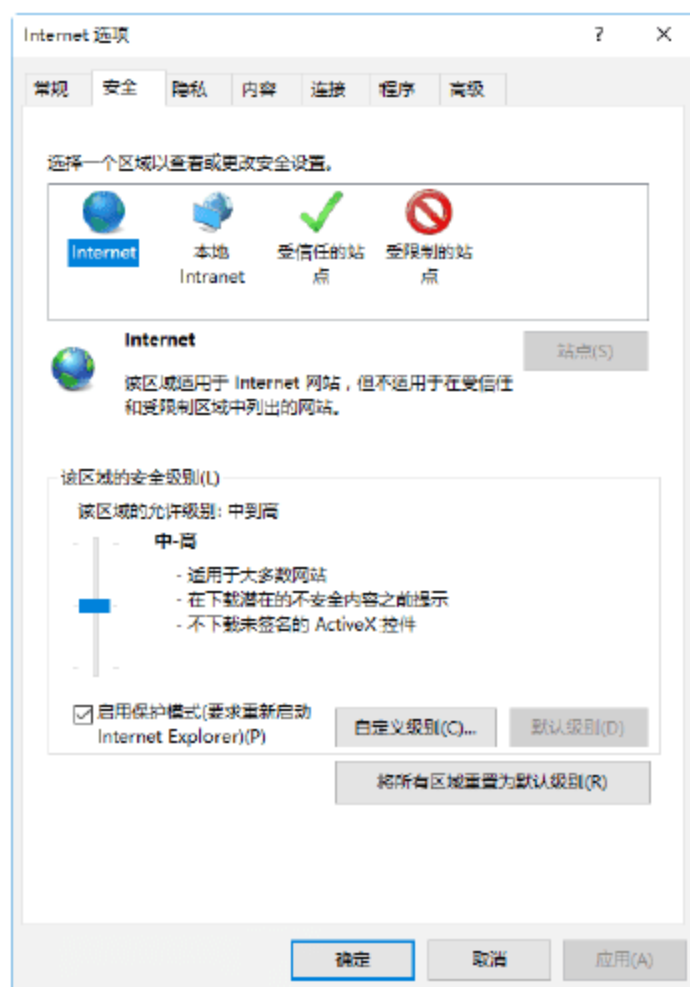 Internet 选项
?
常规 安全 隐私 内容 连接 程序 高级
选择一个区域以查看或更改安全设置。
Internet 本地 受信任的站 受限制的站
Intranet 点 点
Internet 站点(S)
该区域适用于 Internet 网站，但不适用于在受信任
和受限制区域中列出的网站。
该区域的安全级别(L)
该区域的允许级别: 中到高
中-高
- 适用于大多数网站
- 在下载潜在的不安全内容之前提示
- 不下载未签名的 ActiveX 控件
启用保护模式(要求重新启动
Internet Explorer)(P) 自定义级别(C)... 默认级别(D)
将所有区域重置为默认级别(R)
确定 取消 应用(A)